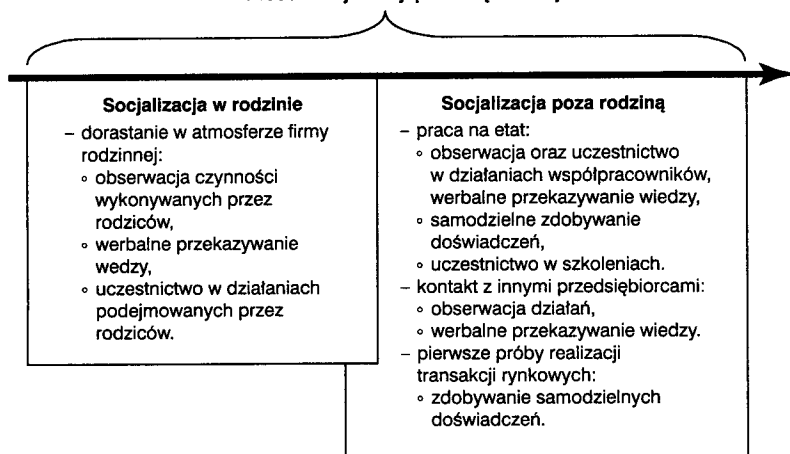 Socjalizacja w rodzinie
– dorastanie w atmosferze firmy
rodzinnej:
◦ obserwacja czynności
wykonywanych przez
rodziców,
◦ werbalne przekazywanie
wedzy,
◦ uczestnictwo w działaniach
podejmowanych przez
rodziców.
Socjalizacja poza rodziną
– praca na etat:
◦ obserwacja oraz uczestnictwo
w działaniach współpracowników,
werbalne przekazywanie wiedzy,
◦ samodzielne zdobywanie
doświadczeń,
◦ uczestnictwo w szkoleniach.
– kontakt z innymi przedsiębiorcami:
◦ obserwacja działań,
◦ werbalne przekazywanie wiedzy.
– pierwsze próby realizacji
transakcji rynkowych:
◦ zdobywanie samodzielnych
doświadczeń.